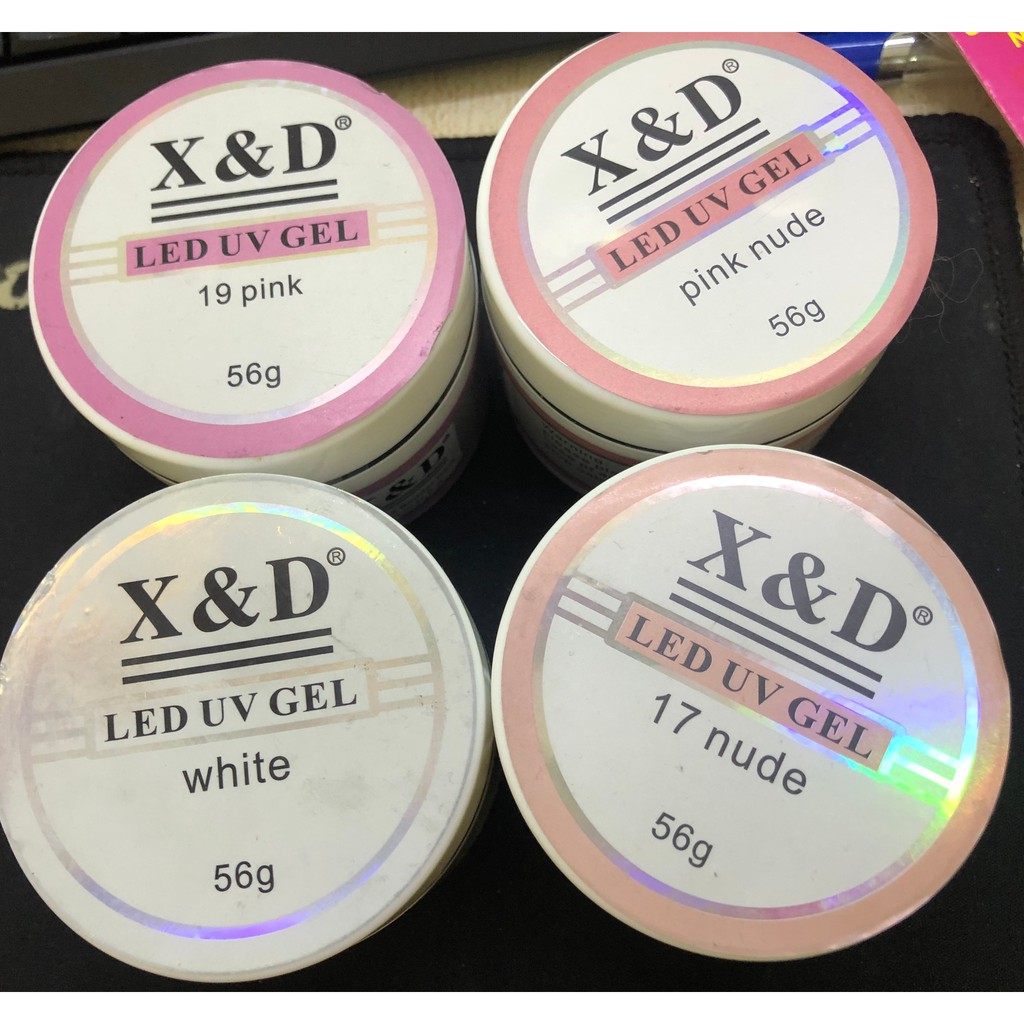 X&D®
LED UV GEL
19 pink
56g
X&D®
LED UV GEL
pink nude
56g
& D
X&D®
LED UV GEL
white
56g
X&D®
LED UV GEL
17 nude
56g